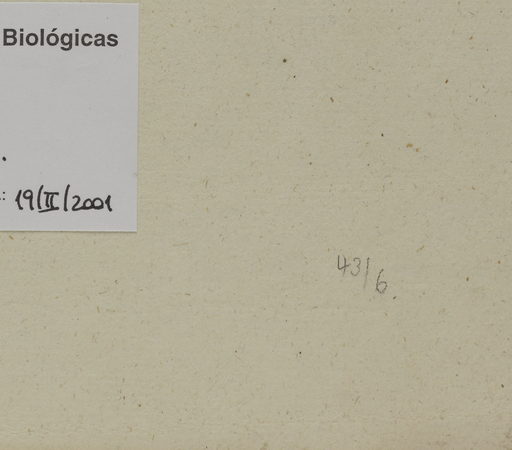 Biológicas
.
.: 19/II/2001
43/6